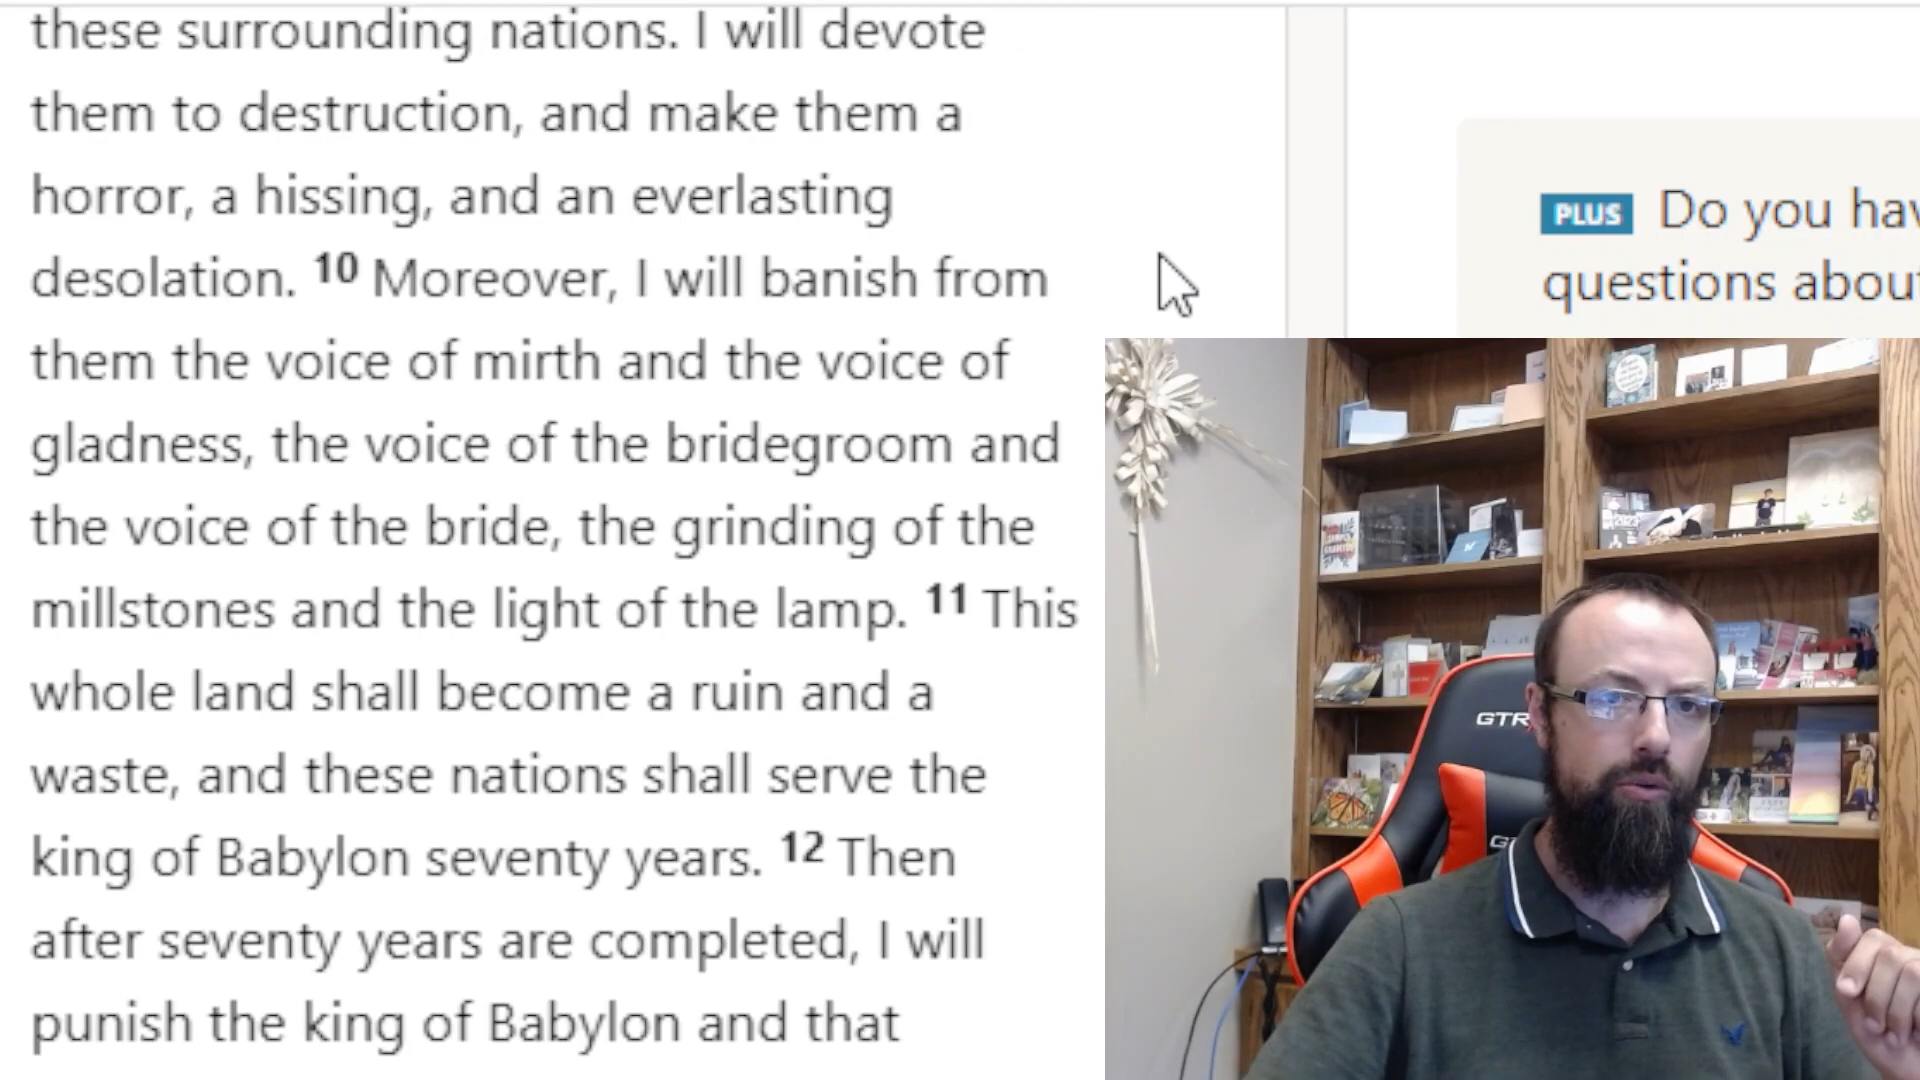 these surrounding nations. I will devote
them to destruction, and make them a
horror, a hissing, and an everlasting
desolation. 10 Moreover, I will banish from
them the voice of mirth and the voice of
gladness, the voice of the bridegroom and
the voice of the bride, the grinding of the
millstones and the light of the lamp. 11 This
whole land shall become a ruin and a
waste, and these nations shall serve the
king of Babylon seventy years. 12 Then
after seventy years are completed, I will
punish the king of Babylon and that
PLUS Do you
questions